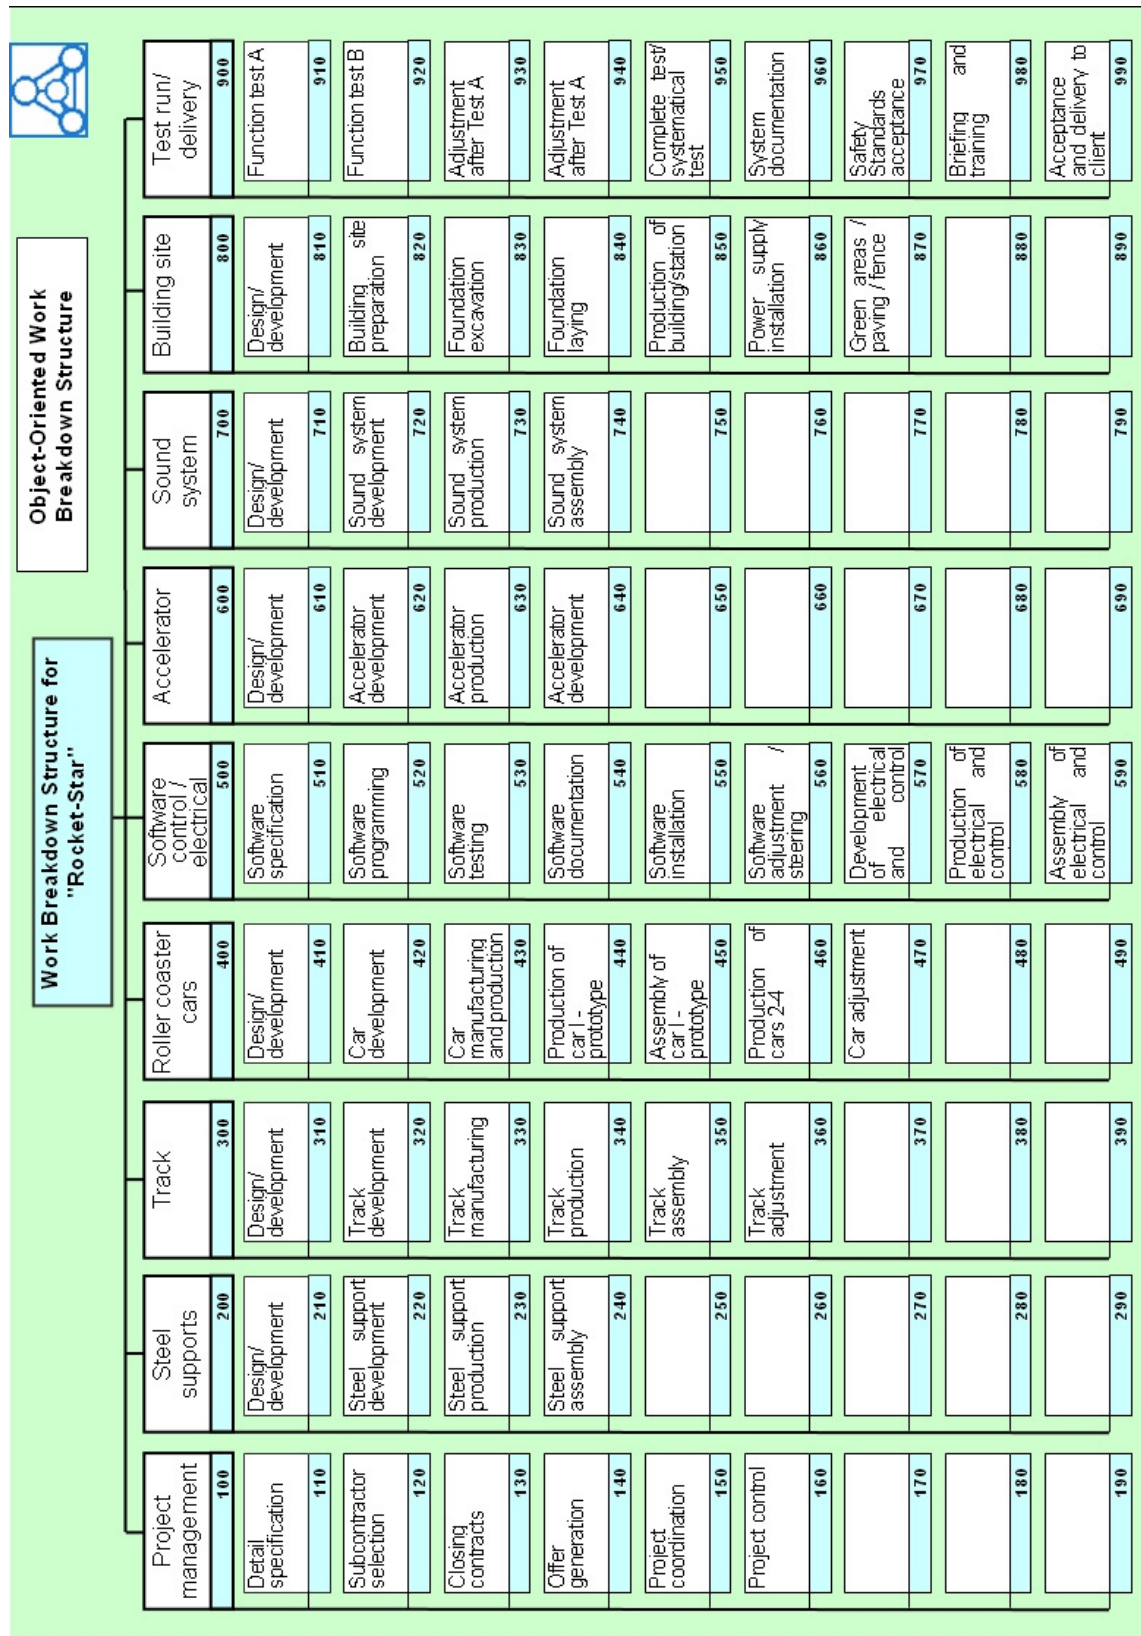 Work Breakdown Structure for
"Rocket-Star"
Object-Oriented Work
Breakdown Structure
Project
management
100
Detail
specification
110
Subcontractor
selection
120
Closing
contracts
130
Offer
generation
140
Project
coordination
150
Project control
160
170
180
190
Steel
supports
200
Design/
development
210
Steel support
development
220
Steel support
production
230
Steel support
assembly
240
250
260
270
280
290
Track
300
Design/
development
310
Track
development
320
Track
manufacturing
330
Track
production
340
Track
assembly
350
Track
adjustment
360
370
380
390
Roller coaster
cars
400
Design/
development
410
Car
development
420
Car
manufacturing
and production
430
Production of
car I -
prototype
440
Assembly of
car I -
prototype
450
Production of
cars 2-4
460
Car adjustment
470
480
490
Software
control /
electrical
500
Software
specification
510
Software
programming
520
Software
testing
530
Software
documentation
540
Software
installation
550
Software
adjustment /
steering
560
Development
of electrical
and control
570
Production of
electrical and
control
580
Assembly of
electrical and
control
590
Accelerator
600
Design/
development
610
Accelerator
development
620
Accelerator
production
630
Accelerator
development
640
650
660
670
680
690
Sound
system
700
Design/
development
710
Sound system
development
720
Sound system
production
730
Sound system
assembly
740
750
760
770
780
790
Building site
800
Design/
development
810
Building site
preparation
820
Foundation
excavation
830
Foundation
laying
840
Production of
building/station
850
Power supply
installation
860
Green areas /
paving / fence
870
880
890
Test run/
delivery
900
Function test A
910
Function test B
920
Adjustment
after Test A
930
Adjustment
after Test A
940
Complete test/
systematical
test
950
System
documentation
960
Safety
Standards
acceptance
970
Briefing and
training
980
Acceptance
and delivery to
client
990